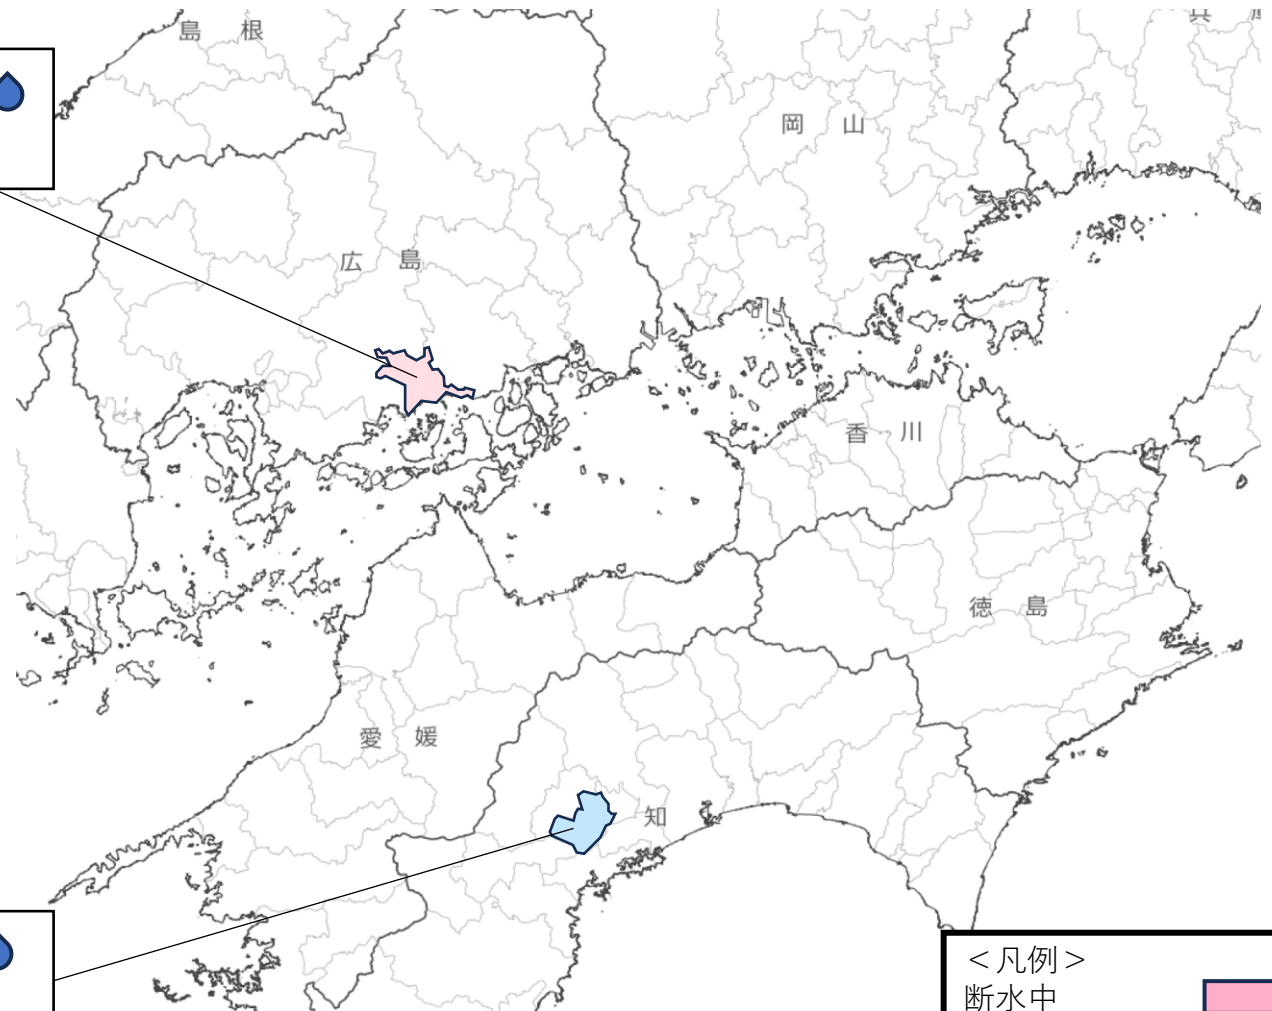 島 根
岡 山
広 島
香 川
徳 島
愛 媛
知
＜凡例＞
断水中